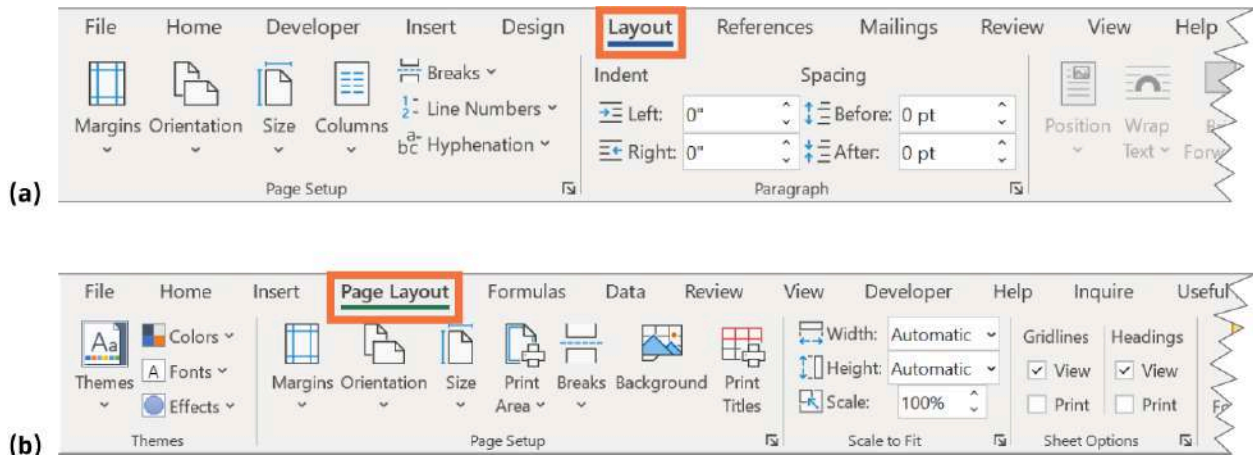 File Home Developer Insert Design Layout References Mailings Review View Help
Breaks
Indent Spacing
Line Numbers
Left: 0" Before: 0 pt
Margins Orientation Size Columns
Position Wrap
Hyphenation
Right: 0" After: 0 pt
Text
Page Setup Paragraph
(a)
File Home Insert Page Layout Formulas Data Review View Developer Help Inquire Useful
Aa Colors
Width: Automatic Gridlines Headings
A Fonts
Height: Automatic View View
Themes Margins Orientation Size Print Breaks Background Print
Effects Area Titles
Scale: 100% Print Print
Themes Page Setup Scale to Fit Sheet Options
(b)